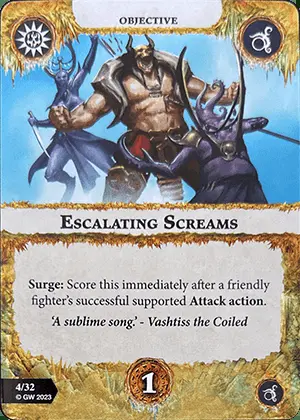 OBJECTIVE
ESCALATING SCREAMS
Surge: Score this immediately after a friendly
fighter's successful supported Attack action.
'A sublime song.' - Vashtiss the Coiled
4/32
© GW 2023
1